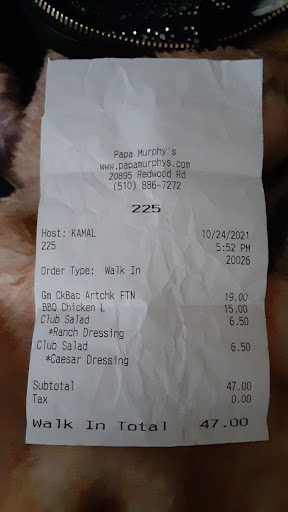 Papa Murphy's
www.papamurphys.com
20895 Redwood Rd
(510) 886-7272
225
Host: KAMAL 10/24/2021
225 5:52 PM
20026
Order Type: Walk In
Gm CkBac Artchk FTN 19.00
BBQ Chicken L 15.00
Club Salad 6.50
*Ranch Dressing
Club Salad 6.50
*Caesar Dressing
Subtotal 47.00
Tax 0.00
Walk In Total 47.00